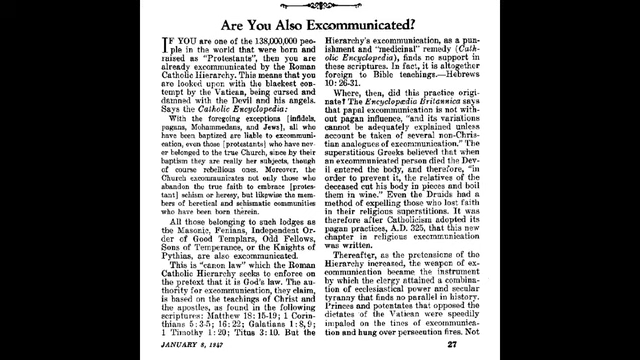 Are You Also Excommunicated?
IF YOU are one of the 138,000,000 peo-
ple in the world that were born and
raised as "Protestants", then you are
already excommunicated by the Roman
Catholic Hierarchy. This means that you
are looked upon with the blackest con-
tempt by the Vatican, being cursed and
damned with the Devil and his angels.
Says the Catholic Encyclopedia:
With the foregoing exceptions [infidels,
pagans, Mohammedans, and Jews], all who
have been baptized are liable to excommuni-
cation, even those [protestants] who have nev-
er belonged to the true Church, since by their
baptism they are really her subjects, though
of course rebellious ones. Moreover, the
Church excommunicates not only those who
abandon the true faith to embrace [protes-
tant] schism or heresy, but likewise the mem-
bers of heretical and schismatic communities
who have been born therein.
All those belonging to such lodges as
the Masonic, Fenians, Independent Or-
der of Good Templars, Odd Fellows,
Sons of Temperance, or the Knights of
Pythias, are also excommunicated.
This is "canon law" which the Roman
Catholic Hierarchy seeks to enforce on
the pretext that it is God's law. The au-
thority for excommunication, they claim,
is based on the teachings of Christ and
the apostles, as found in the following
scriptures: Matthew 18:15-19; 1 Corin-
thians 5:3-5; 16:22; Galatians 1:8,9;
1 Timothy 1:20; Titus 3:10. But the
Hierarchy's excommunication, as a pun-
ishment and "medicinal" remedy (Cath-
olic Encyclopedia), finds no support in
these scriptures. In fact, it is altogether
foreign to Bible teachings.—Hebrews
10:26-31.
Where, then, did this practice origi-
nate? The Encyclopædia Britannica says
that papal excommunication is not with-
out pagan influence, "and its variations
cannot be adequately explained unless
account be taken of several non-Chris-
tian analogues of excommunication." The
superstitious Greeks believed that when
an excommunicated person died the Dev-
il entered the body, and therefore, "in
order to prevent it, the relatives of the
deceased cut his body in pieces and boil
them in wine." Even the Druids had a
method of expelling those who lost faith
in their religious superstitions. It was
therefore after Catholicism adopted its
pagan practices, A.D. 325, that this new
chapter in religious excommunication
was written.
Thereafter, as the pretensions of the
Hierarchy increased, the weapon of ex-
communication became the instrument
by which the clergy attained a combina-
tion of ecclesiastical power and secular
tyranny that finds no parallel in history.
Princes and potentates that opposed the
dictates of the Vatican were speedily
impaled on the tines of excommunica-
tion and hung over persecution fires. Not
JANUARY 8, 1947
27